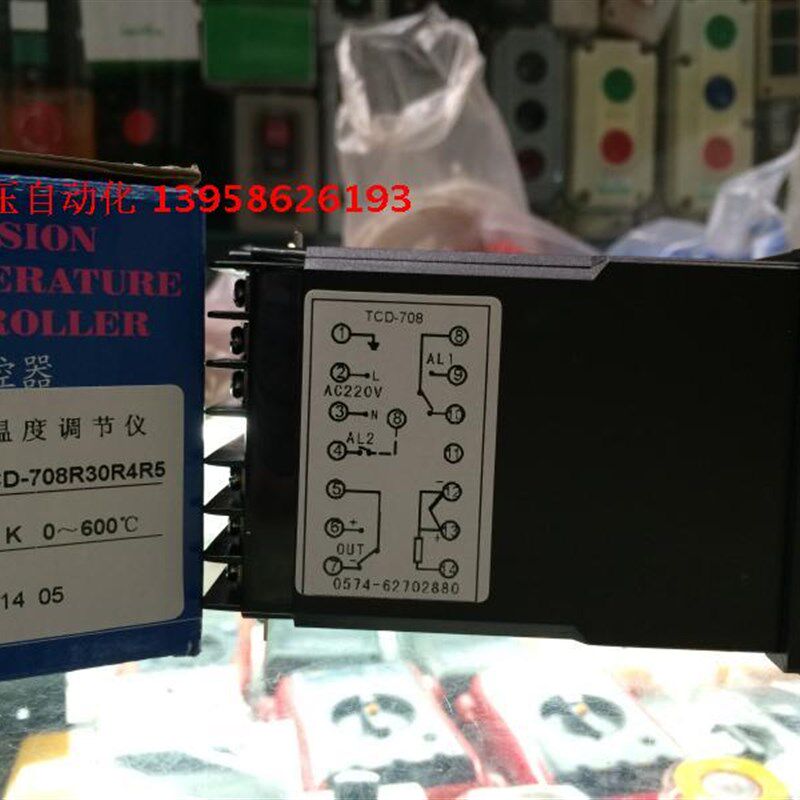 压自动化 13958626193
SION
ERATURE
ROLLER
控器
温度调节仪
CD-708R30R4R5
K 0～600℃
14 05
TCD-708
1 8
AL1
2 L 9
AC220V
3 N 8 10
AL2
4 11
5 - 12
6 + 13
OUT +
7 - 14
0574-62702880